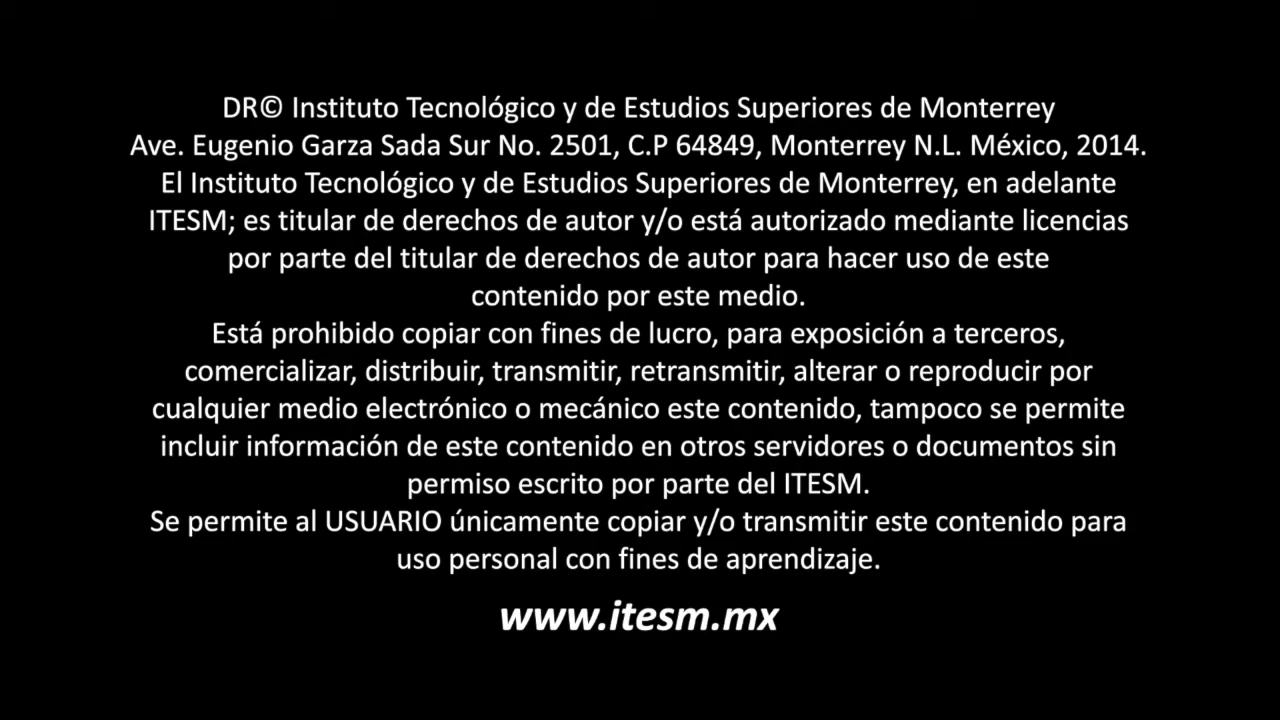 DR© Instituto Tecnológico y de Estudios Superiores de Monterrey
Ave. Eugenio Garza Sada Sur No. 2501, C.P 64849, Monterrey N.L. México, 2014.
El Instituto Tecnológico y de Estudios Superiores de Monterrey, en adelante
ITESM; es titular de derechos de autor y/o está autorizado mediante licencias
por parte del titular de derechos de autor para hacer uso de este
contenido por este medio.
Está prohibido copiar con fines de lucro, para exposición a terceros,
comercializar, distribuir, transmitir, retransmitir, alterar o reproducir por
cualquier medio electrónico o mecánico este contenido, tampoco se permite
incluir información de este contenido en otros servidores o documentos sin
permiso escrito por parte del ITESM.
Se permite al USUARIO únicamente copiar y/o transmitir este contenido para
uso personal con fines de aprendizaje.
www.itesm.mx